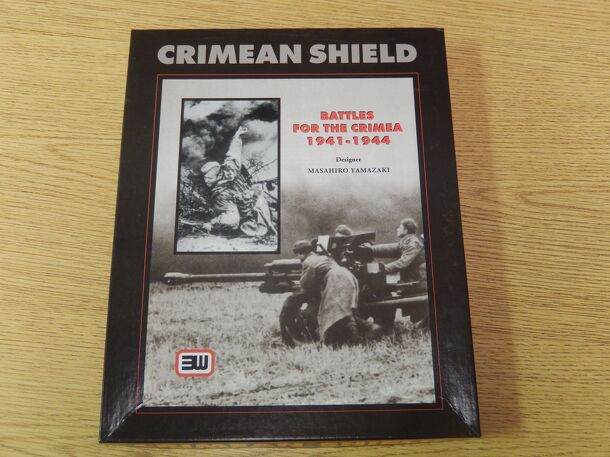 CRIMEAN SHIELD
BATTLES
FOR THE CRIMEA
1941-1944
Designer
MASAHIRO YAMAZAKI
3W